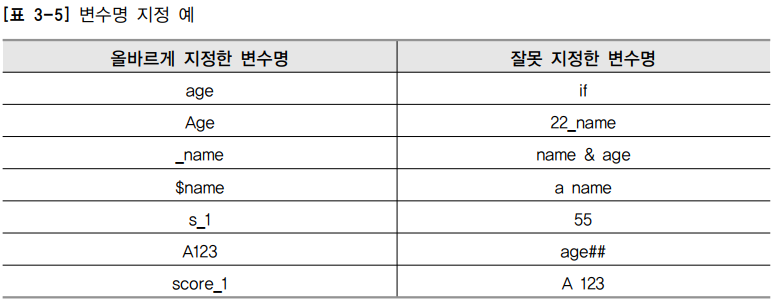 [표 3-5] 변수명 지정 예
올바르게 지정한 변수명 잘못 지정한 변수명
age if
Age 22_name
_name name & age
$name a name
s_1 55
A123 age##
score_1 A 123